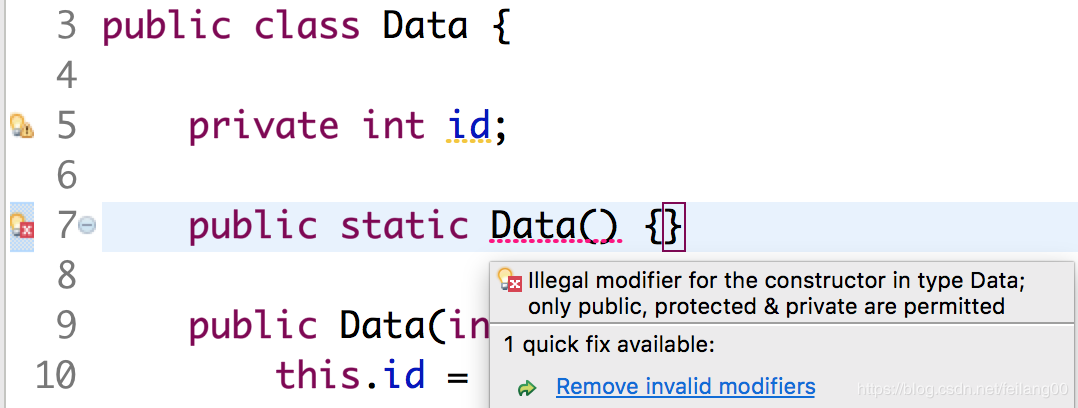 3 public class Data {
4
5 private int id;
6
7 public static Data() {}
8
9 public Data(in
10 this.id =
Illegal modifier for the constructor in type Data;
only public, protected & private are permitted
1 quick fix available:
Remove invalid modifiers
https://blog.csdn.net/leilang00